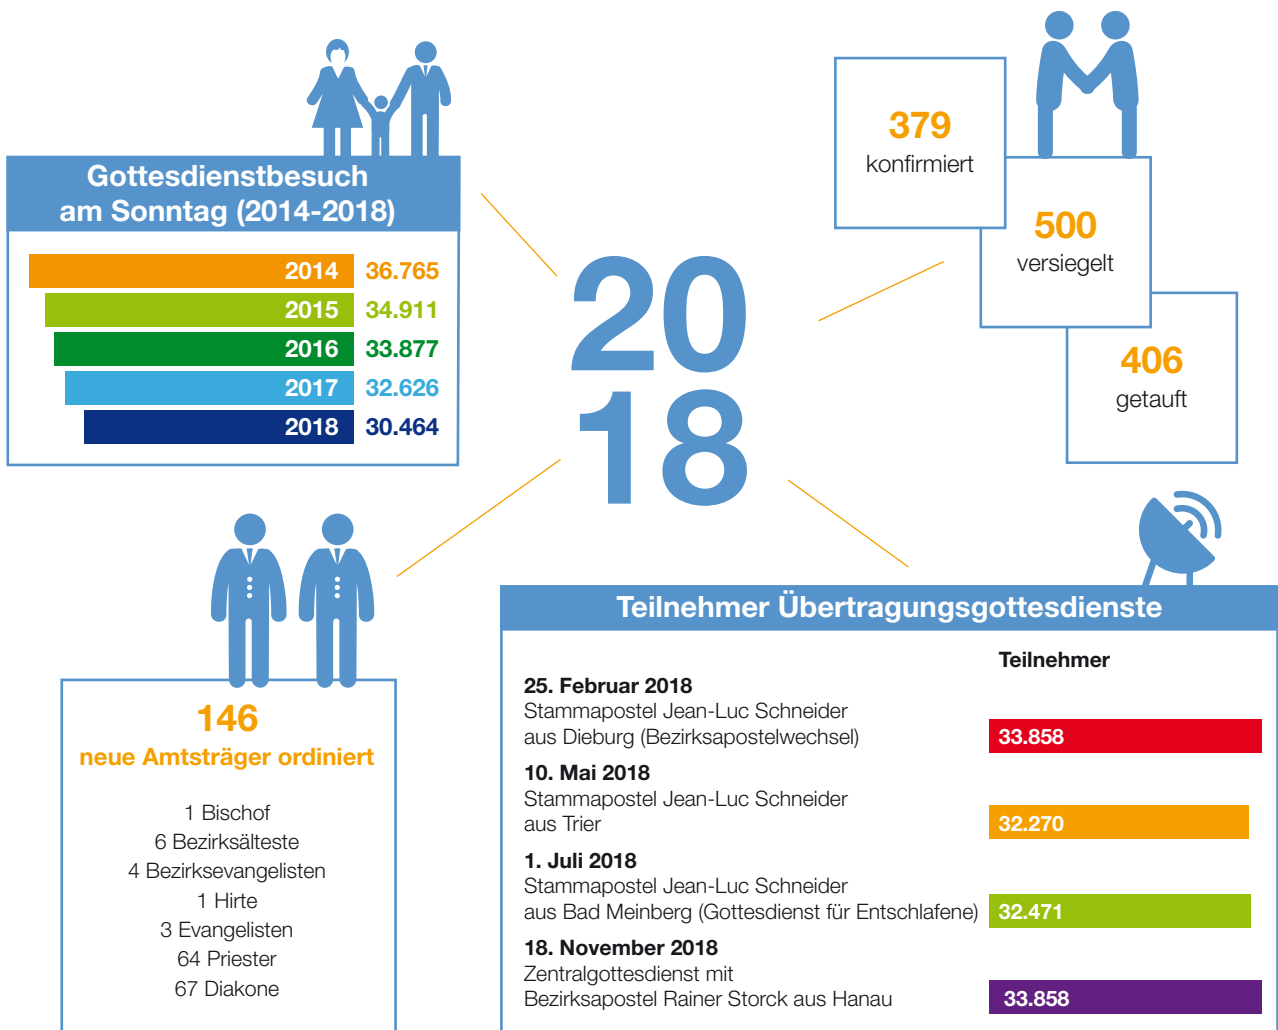 Gottesdienstbesuch
am Sonntag (2014-2018)
2014 36.765
2015 34.911
2016 33.877
2017 32.626
2018 30.464
20
18
379
konfirmiert
500
versiegelt
406
getauft
146
neue Amtsträger ordiniert
1 Bischof
6 Bezirksälteste
4 Bezirksevangelisten
1 Hirte
3 Evangelisten
64 Priester
67 Diakone
Teilnehmer Übertragungsgottesdienste
Teilnehmer
25. Februar 2018
Stammapostel Jean-Luc Schneider
aus Dieburg (Bezirksapostelwechsel) 33.858
10. Mai 2018
Stammapostel Jean-Luc Schneider
aus Trier 32.270
1. Juli 2018
Stammapostel Jean-Luc Schneider
aus Bad Meinberg (Gottesdienst für Entschlafene) 32.471
18. November 2018
Zentralgottesdienst mit
Bezirksapostel Rainer Storck aus Hanau 33.858